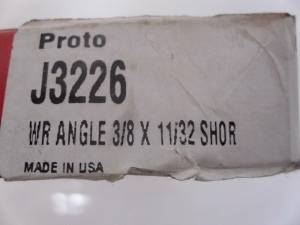 Proto
J3226
WR ANGLE 3/8 X 11/32 SHOR
MADE IN USA